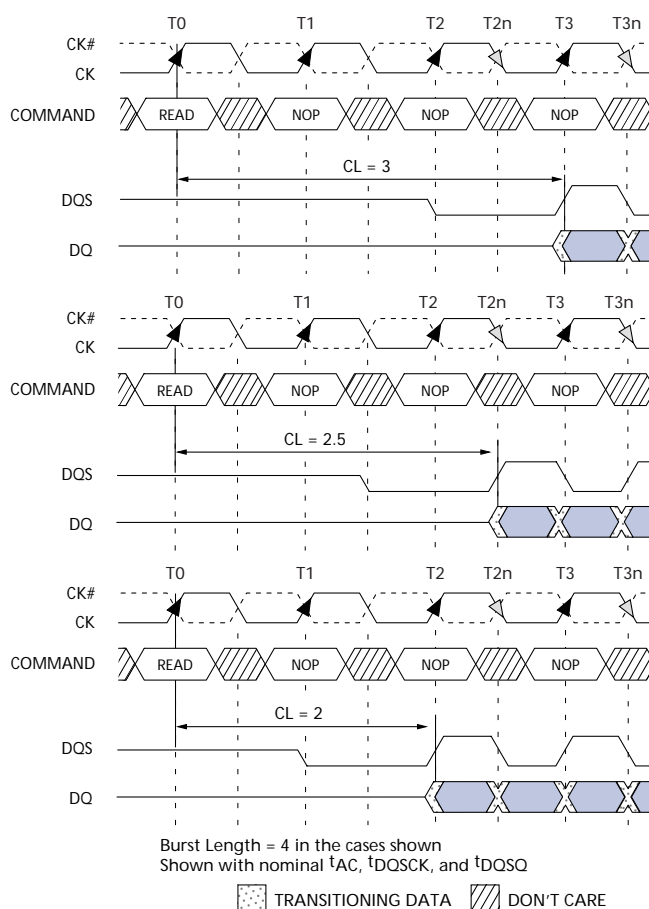 T0 T1 T2 T2n T3 T3n
CK#
CK
COMMAND READ NOP NOP NOP
CL = 3
DQS
DQ
T0 T1 T2 T2n T3 T3n
CK#
CK
COMMAND READ NOP NOP NOP
CL = 2.5
DQS
DQ
T0 T1 T2 T2n T3 T3n
CK#
CK
COMMAND READ NOP NOP NOP
CL = 2
DQS
DQ
Burst Length = 4 in the cases shown
Shown with nominal tAC, tDQSCK, and tDQSQ
TRANSITIONING DATA DON'T CARE